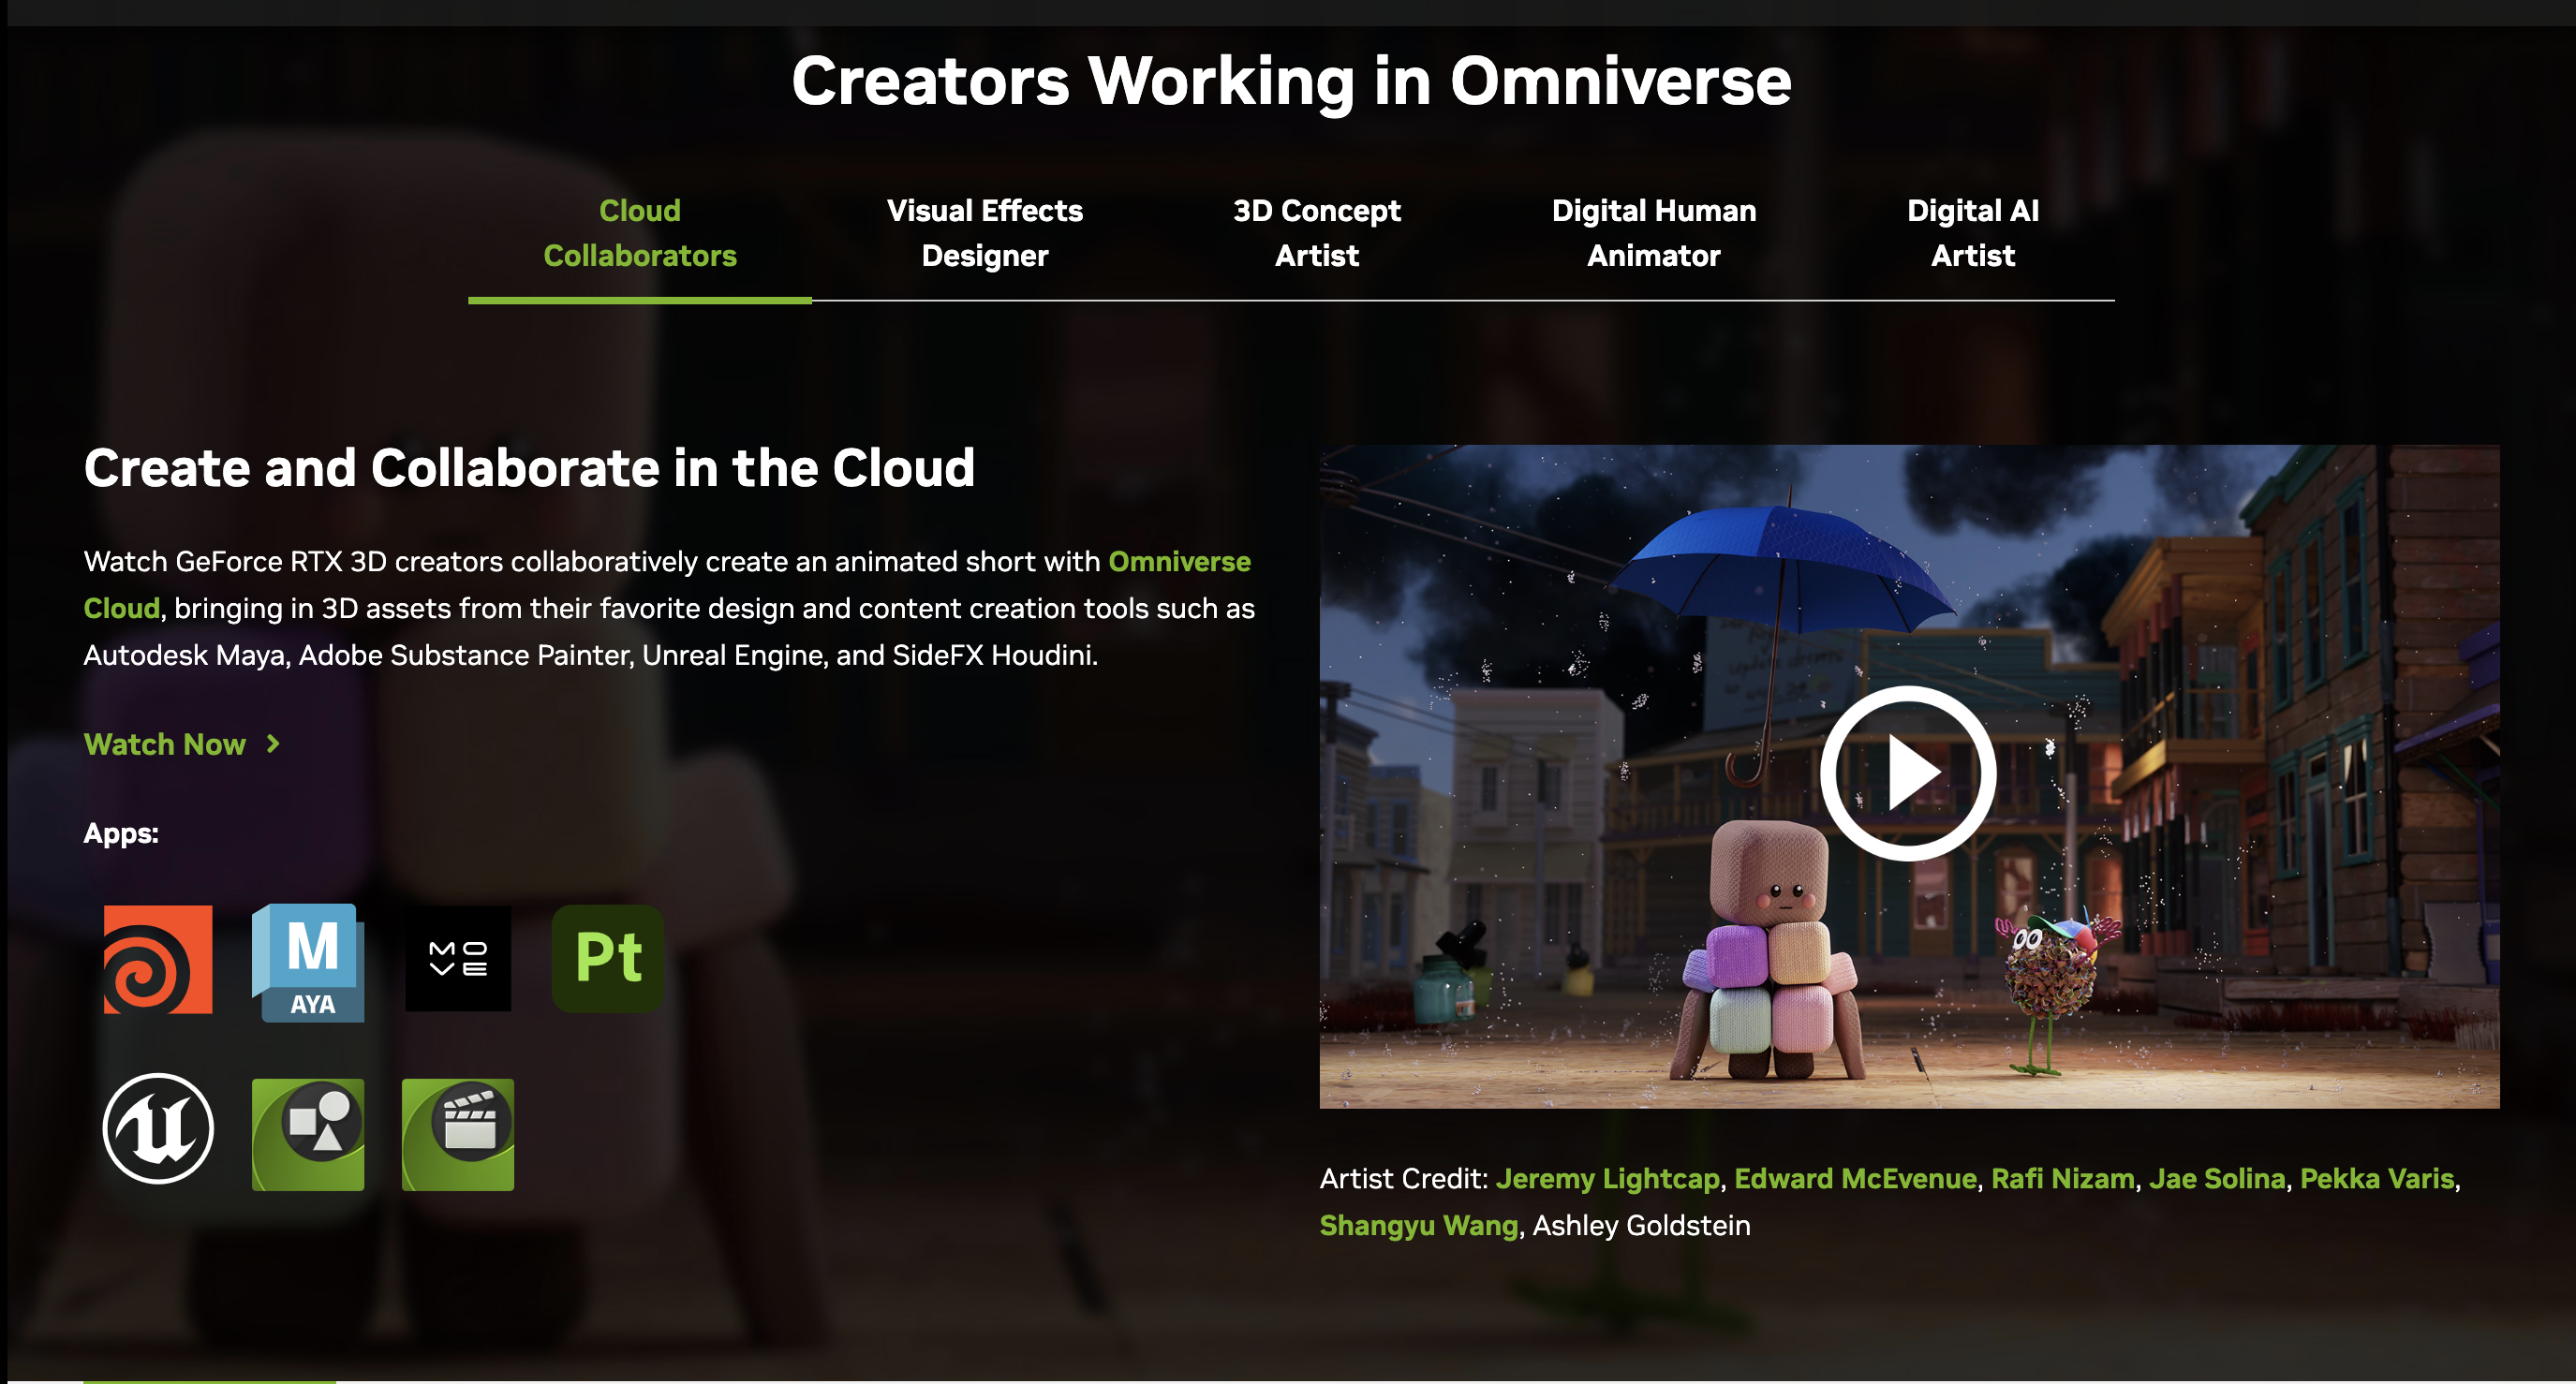 Creators Working in Omniverse
Cloud
Collaborators
Visual Effects
Designer
3D Concept
Artist
Digital Human
Animator
Digital AI
Artist
Create and Collaborate in the Cloud
Watch GeForce RTX 3D creators collaboratively create an animated short with Omniverse
Cloud, bringing in 3D assets from their favorite design and content creation tools such as
Autodesk Maya, Adobe Substance Painter, Unreal Engine, and SideFX Houdini.
Watch Now
Apps:
M
AYA
MOVE
Pt
Artist Credit: Jeremy Lightcap, Edward McEvenue, Rafi Nizam, Jae Solina, Pekka Varis,
Shangyu Wang, Ashley Goldstein